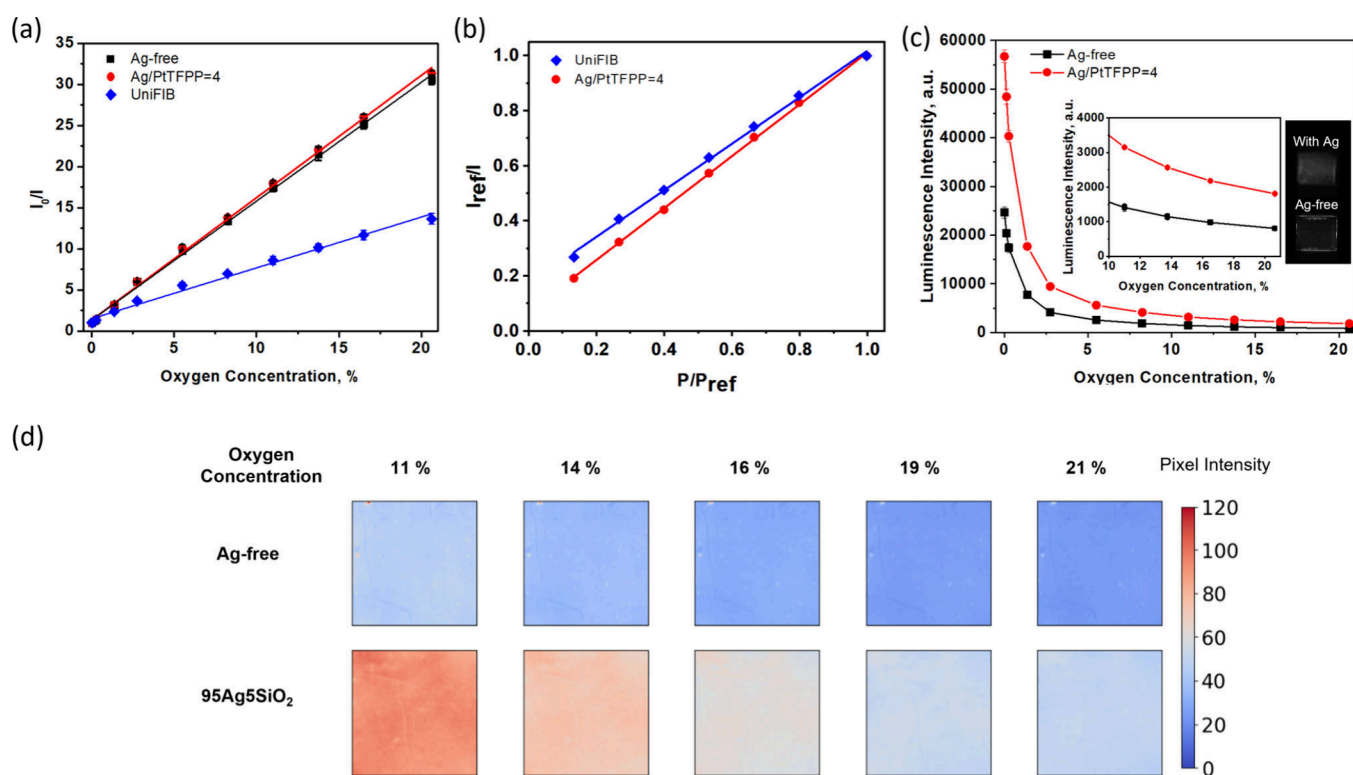 (a)
Ag-free
Ag/PtTFPP=4
UniFIB
I0/I
35
30
25
20
15
10
5
0
0
5
10
15
20
Oxygen Concentration, %
(b)
UniFIB
Ag/PtTFPP=4
Iref/I
1.0
0.8
0.6
0.4
0.2
0.0
0.2
0.4
0.6
0.8
1.0
P/Pref
(c)
Ag-free
Ag/PtTFPP=4
Luminescence Intensity, a.u.
60000
50000
40000
30000
20000
10000
0
0
5
10
15
20
Oxygen Concentration, %
Luminescence Intensity, a.u.
4000
3000
2000
1000
0
10
12
14
16
18
20
Oxygen Concentration, %
With Ag
Ag-free
(d)
Oxygen
Concentration
11 %
14 %
16 %
19 %
21 %
Pixel Intensity
Ag-free
95Ag5SiO2
120
100
80
60
40
20
0